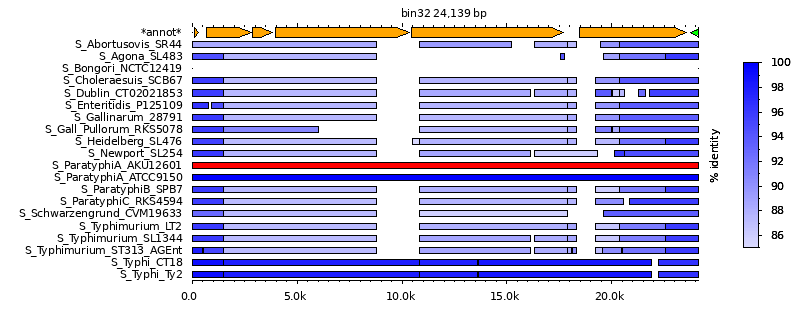 bin32 24,139 bp
*annot*
S_Abortusovis_SR44
S_Agona_SL483
S_Bongori_NCTC12419
S_Choleraesuis_SCB67
S_Dublin_CT02021853
S_Enteritidis_P125109
S_Gallinarum_28791
S_Gall_Pullorum_RKS5078
S_Heidelberg_SL476
S_Newport_SL254
S_ParatyphiA_AKU12601
S_ParatyphiA_ATCC9150
S_ParatyphiB_SPB7
S_ParatyphiC_RKS4594
S_Schwarzengrund_CVM19633
S_Typhimurium_LT2
S_Typhimurium_SL1344
S_Typhimurium_ST313_AGEnt
S_Typhi_CT18
S_Typhi_Ty2
0.0 5.0k 10.0k 15.0k 20.0k
% identity
100
98
96
94
92
90
88
86